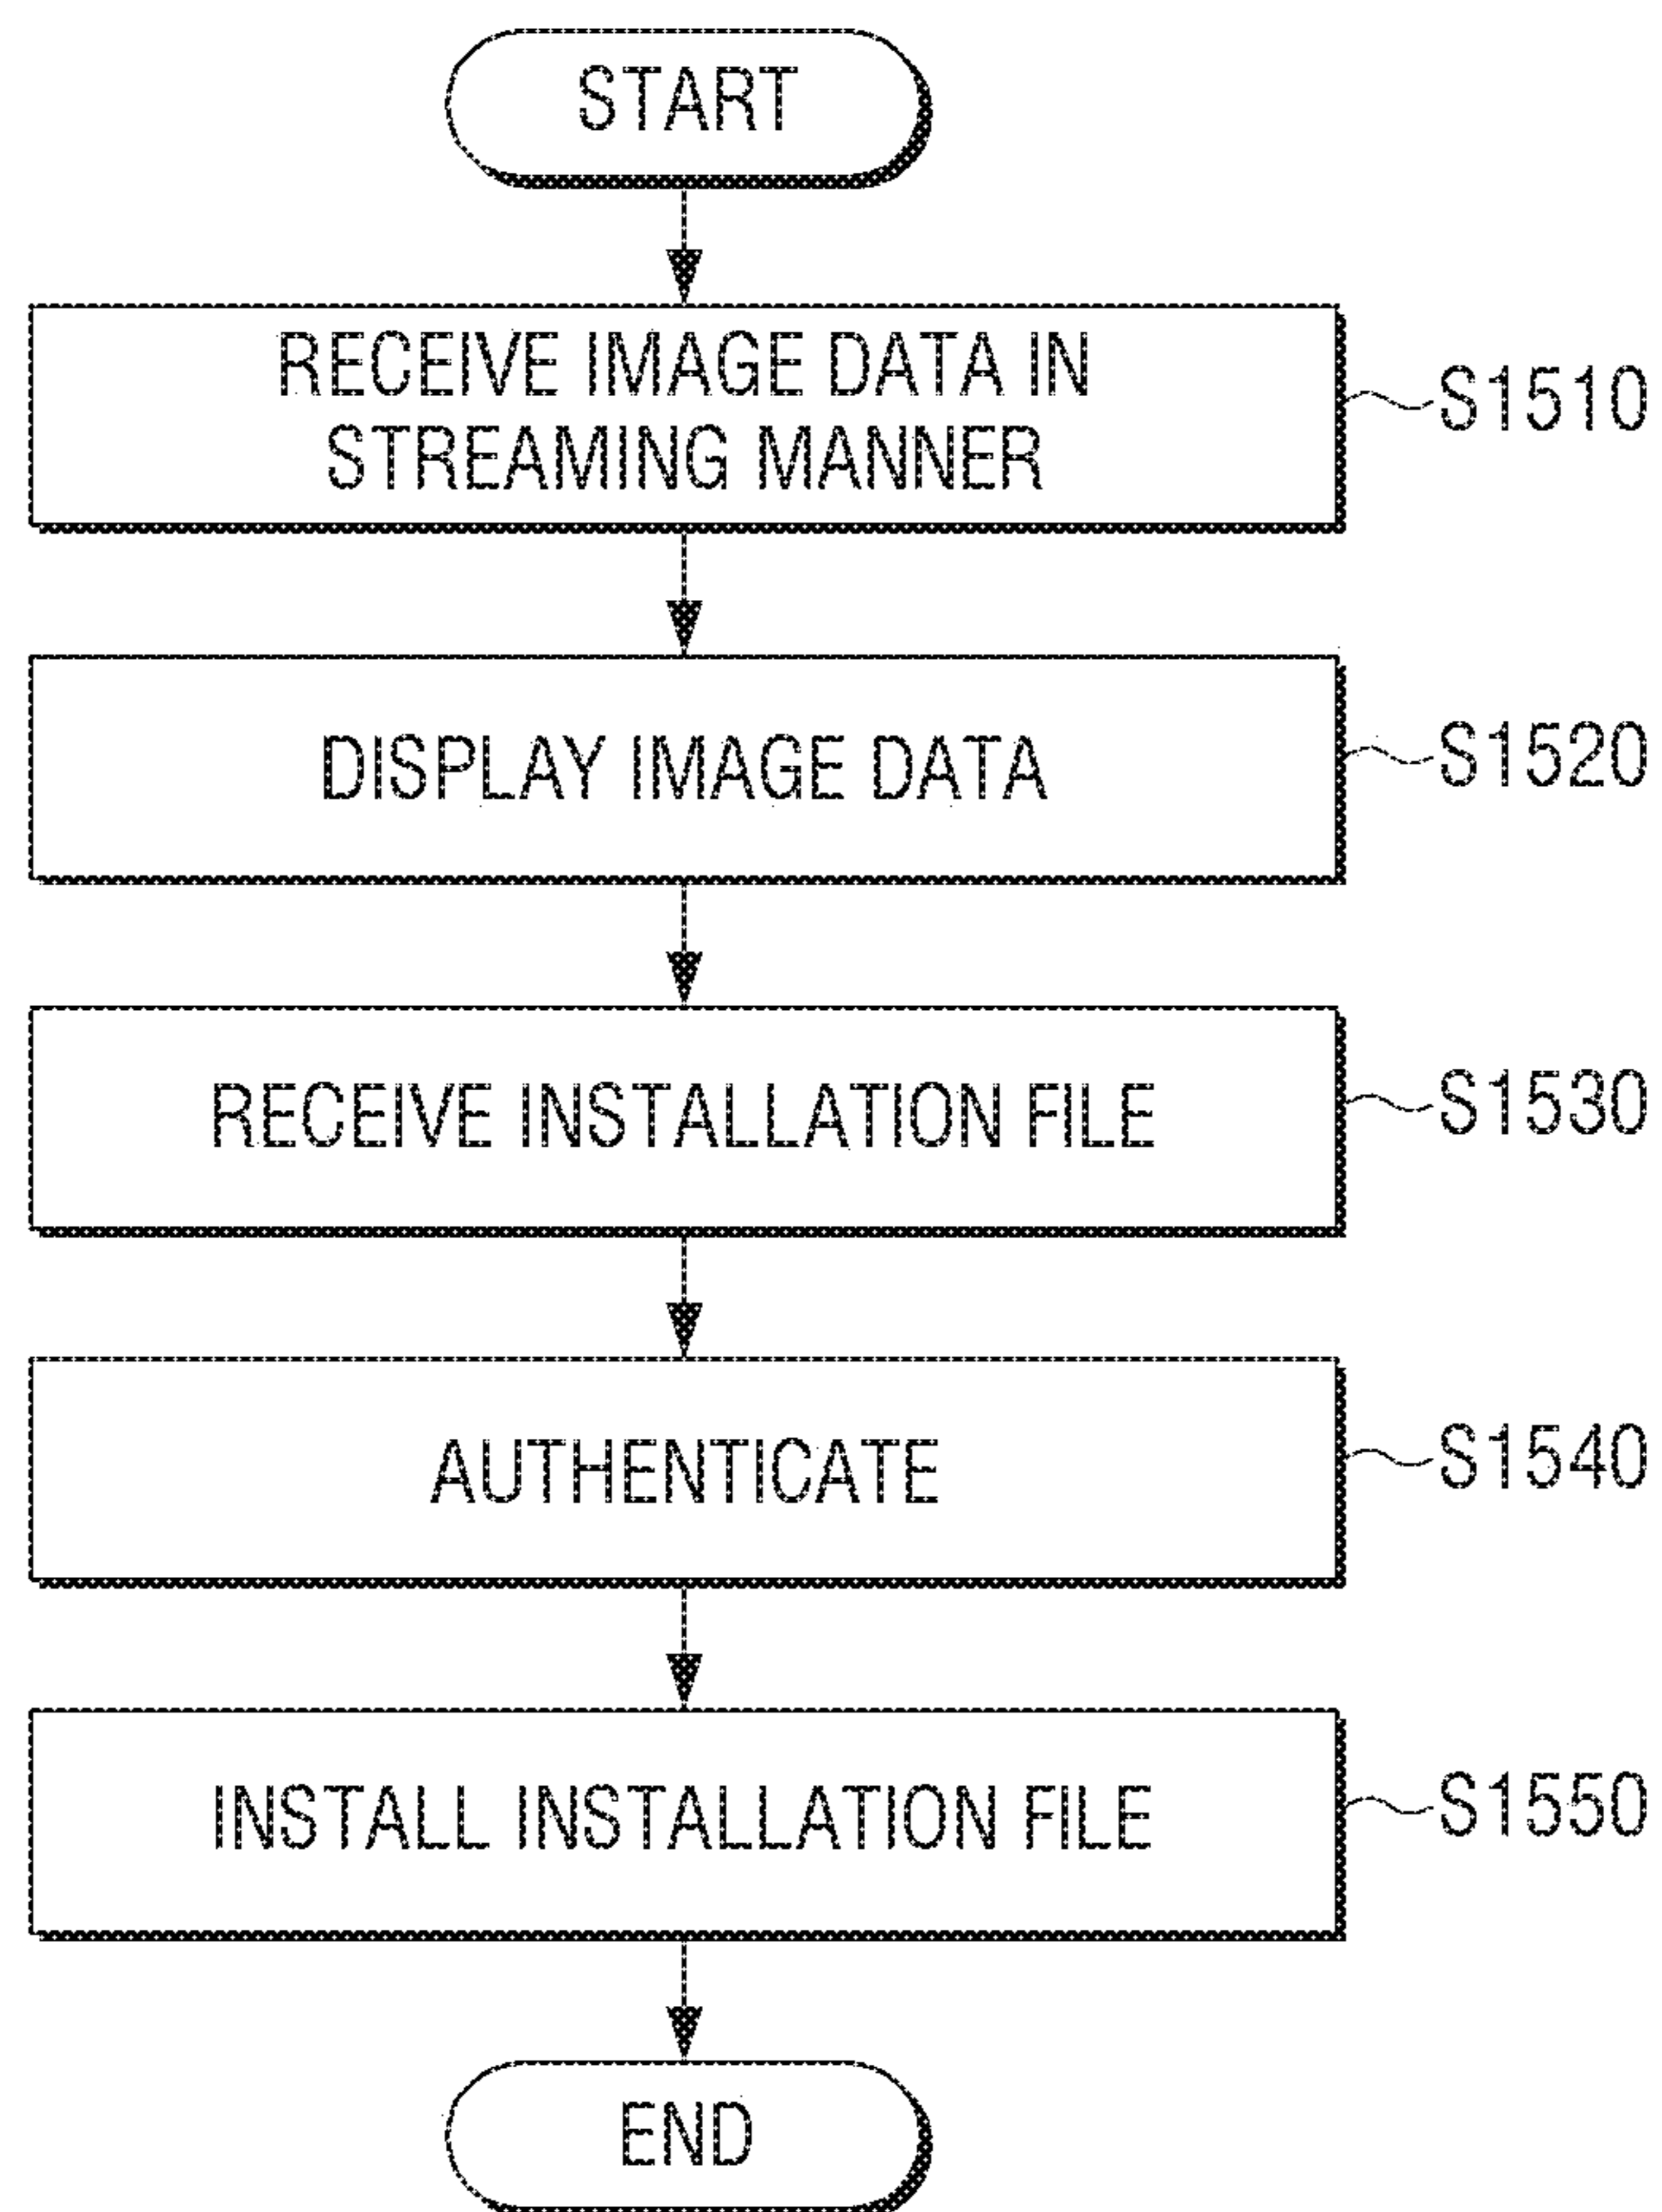 START
RECEIVE IMAGE DATA IN
STREAMING MANNER
S1510
DISPLAY IMAGE DATA
S1520
RECEIVE INSTALLATION FILE
S1530
AUTHENTICATE
S1540
INSTALL INSTALLATION FILE
S1550
END